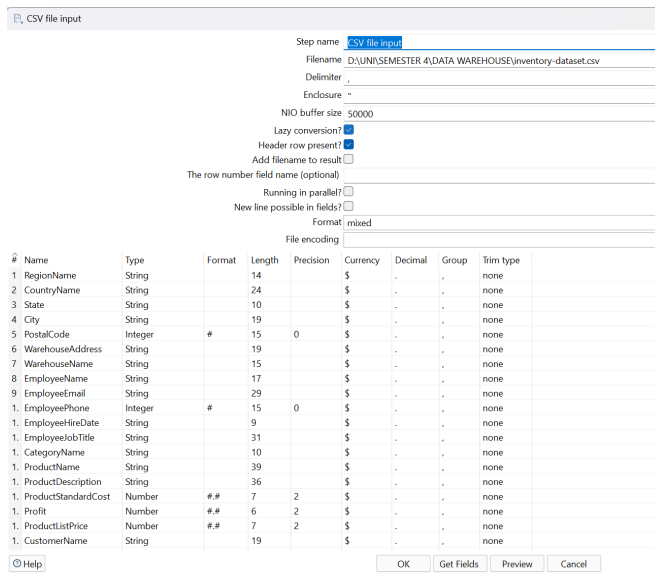 CSV file input
Step name CSV file input
Filename D:\UNI\SEMESTER 4\DATA WAREHOUSE\inventory-dataset.csv
Delimiter ,
Enclosure "
NIO buffer size 50000
Lazy conversion?
Header row present?
Add filename to result
The row number field name (optional)
Running in parallel?
New line possible in fields?
Format mixed
File encoding
# Name Type Format Length Precision Currency Decimal Group Trim type
1 RegionName String 14 $ . , none
2 CountryName String 24 $ . , none
3 State String 10 $ . , none
4 City String 19 $ . , none
5 PostalCode Integer # 15 0 $ . , none
6 WarehouseAddress String 19 $ . , none
7 WarehouseName String 15 $ . , none
8 EmployeeName String 17 $ . , none
9 EmployeeEmail String 29 $ . , none
1. EmployeePhone Integer # 15 0 $ . , none
1. EmployeeHireDate String 9 $ . , none
1. EmployeeJobTitle String 31 $ . , none
1. CategoryName String 10 $ . , none
1. ProductName String 39 $ . , none
1. ProductDescription String 36 $ . , none
1. ProductStandardCost Number #.# 7 2 $ . , none
1. Profit Number #.# 6 2 $ . , none
1. ProductListPrice Number #.# 7 2 $ . , none
1. CustomerName String 19 $ . , none
Help OK Get Fields Preview Cancel